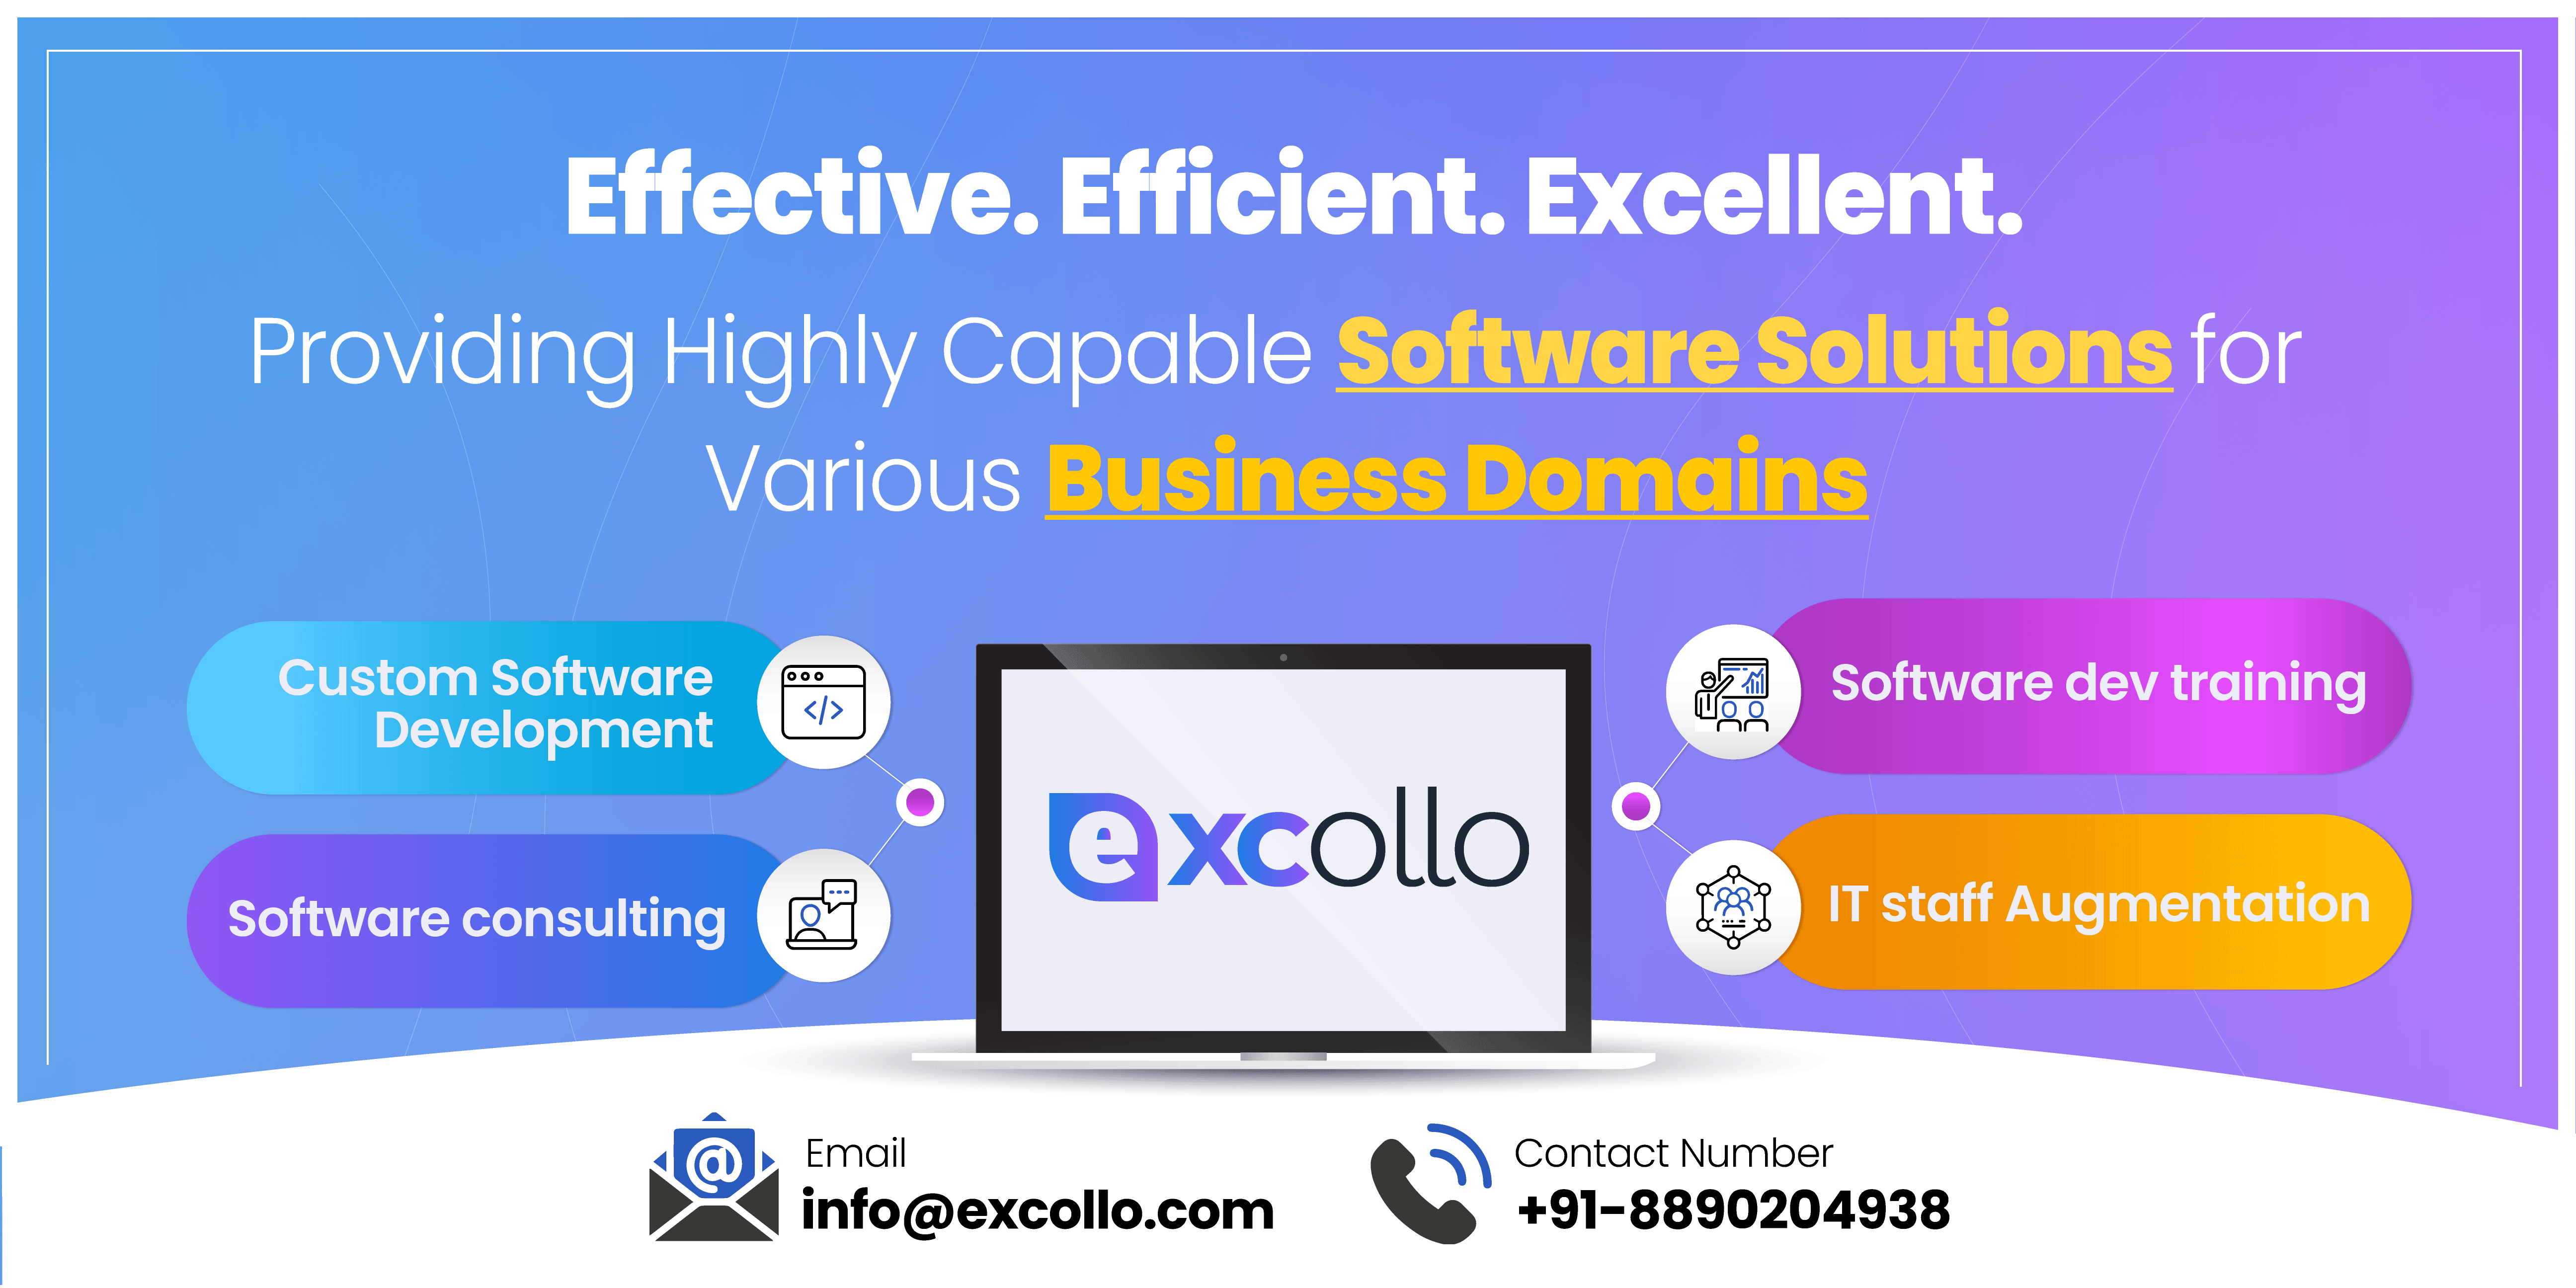 Effective. Efficient. Excellent.
Providing Highly Capable Software Solutions for
Various Business Domains
Custom Software
Development
Software consulting
excollo
Software dev training
IT staff Augmentation
Email
info@excollo.com
Contact Number
+91-8890204938